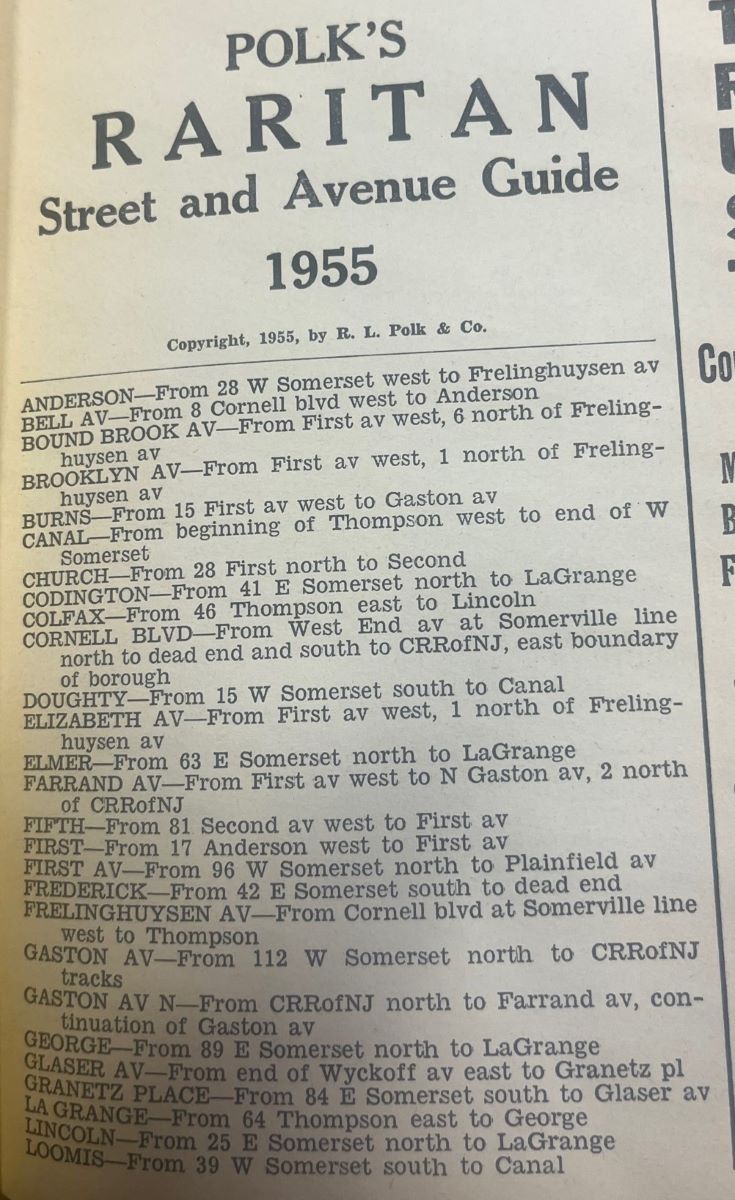 POLK'S
RARITAN
Street and Avenue Guide
1955
Copyright, 1955, by R. L. Polk & Co.
ANDERSON—From 28 W Somerset west to Frelinghuysen av
BELL AV—From 8 Cornell blvd west to Anderson
BOUND BROOK AV—From First av west, 6 north of Freling-
huysen av
BROOKLYN AV—From First av west, 1 north of Freling-
huysen av
BURNS—From 15 First av west to Gaston av
CANAL—From beginning of Thompson west to end of W
Somerset
CHURCH—From 28 First north to Second
CODINGTON—From 41 E Somerset north to LaGrange
COLFAX—From 46 Thompson east to Lincoln
CORNELL BLVD—From West End av at Somerville line
north to dead end and south to CRRofNJ, east boundary
of borough
DOUGHTY—From 15 W Somerset south to Canal
ELIZABETH AV—From First av west, 1 north of Freling-
huysen av
ELMER—From 63 E Somerset north to LaGrange
FARRAND AV—From First av west to N Gaston av, 2 north
of CRRofNJ
FIFTH—From 81 Second av west to First av
FIRST—From 17 Anderson west to First av
FIRST AV—From 96 W Somerset north to Plainfield av
FREDERICK—From 42 E Somerset south to dead end
FRELINGHUYSEN AV—From Cornell blvd at Somerville line
west to Thompson
GASTON AV—From 112 W Somerset north to CRRofNJ
tracks
GASTON AV N—From CRRofNJ north to Farrand av, con-
tinuation of Gaston av
GEORGE—From 89 E Somerset north to LaGrange
GLASER AV—From end of Wyckoff av east to Granetz pl
GRANETZ PLACE—From 84 E Somerset south to Glaser av
LA GRANGE—From 64 Thompson east to George
LINCOLN—From 25 E Somerset north to LaGrange
LOOMIS—From 39 W Somerset south to Canal